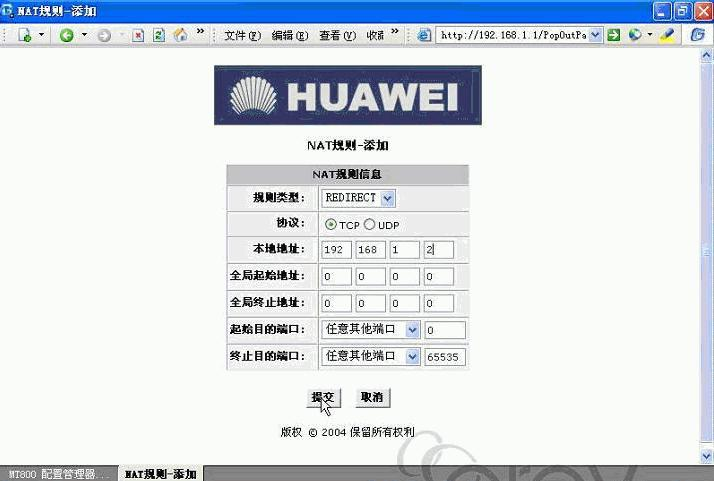 NAT规则-添加
文件(F) 编辑(E) 查看(V) 收藏 » http://192.168.1.1/PopOutPa
HUAWEI
NAT规则-添加
NAT规则信息
规则类型: REDIRECT
协议: TCP UDP
本地地址: 192 168 1 2
全局起始地址: 0 0 0 0
全局终止地址: 0 0 0 0
起始目的端口: 任意其他端口 0
终止目的端口: 任意其他端口 65535
提交 取消
版权 © 2004 保留所有权利
MT800 配置管理器... NAT规则-添加